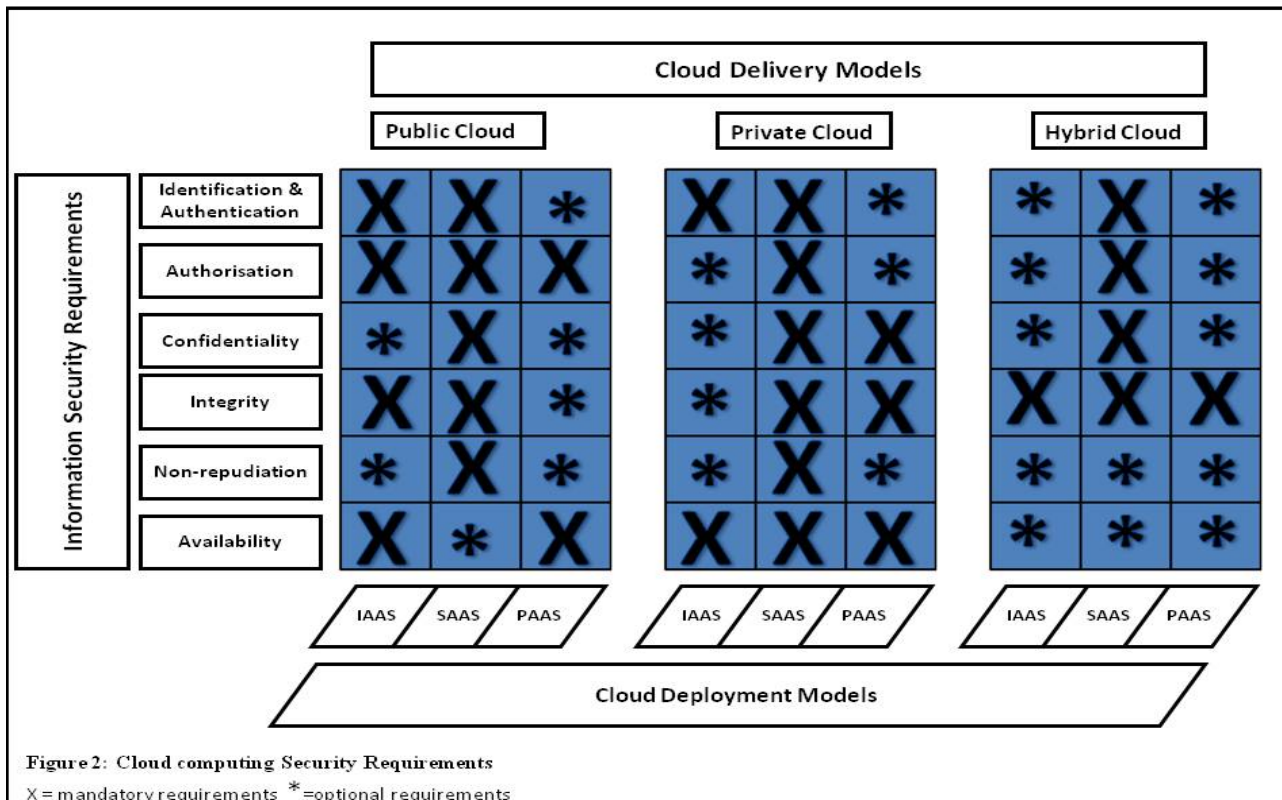 Cloud Delivery Models
Public Cloud Private Cloud Hybrid Cloud
Information Security Requirements
Identification &
Authentication
X X * X X * * X *
Authorisation
X X X * X * * X *
Confidentiality
* X * * X X * X *
Integrity
X X * * X X X X X
Non-repudiation
* X * * X * * * *
Availability
X * X X X X * * *
IAAS SAAS PAAS IAAS SAAS PAAS IAAS SAAS PAAS
Cloud Deployment Models
Figure 2: Cloud computing Security Requirements
X = mandatory requirements *=optional requirements